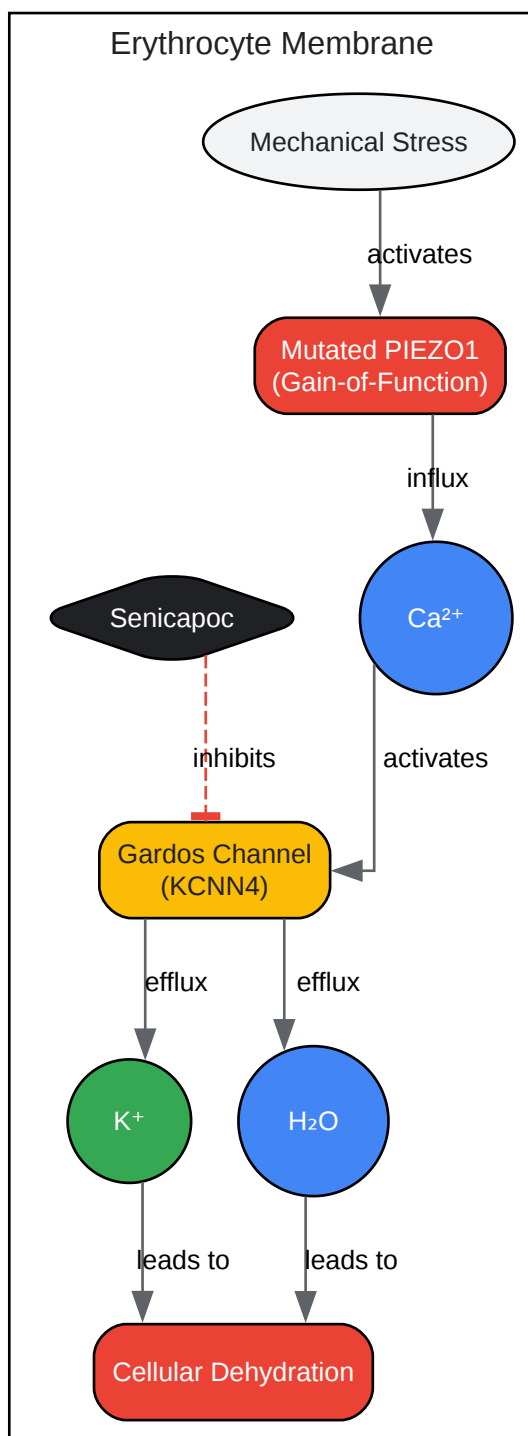 Erythrocyte Membrane
Mechanical Stress
activates
Mutated PIEZO1
(Gain-of-Function)
influx
Senicapoc
Ca²⁺
inhibits
activates
Gardos Channel
(KCNN4)
efflux
efflux
K⁺
H₂O
leads to
leads to
Cellular Dehydration